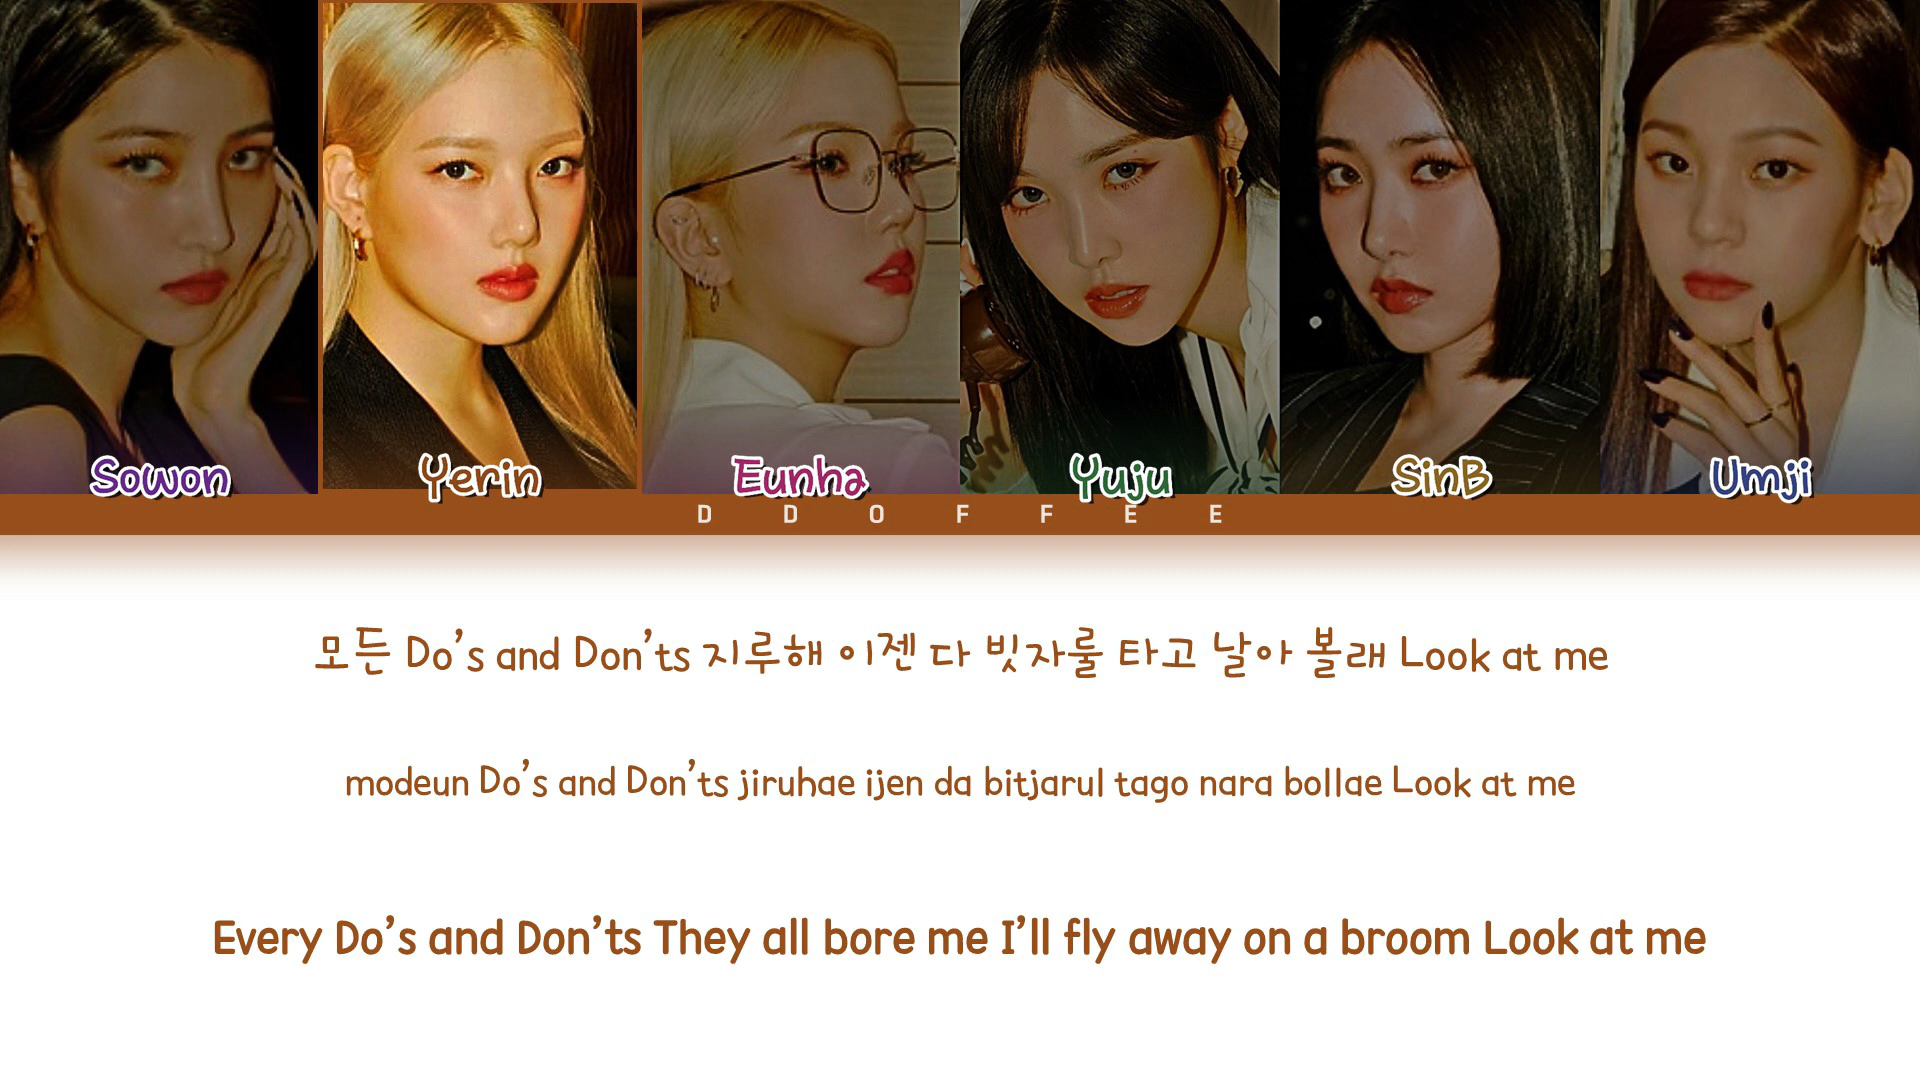 Sowon Yerin Eunha Yuju SinB Umji
DDOFFEE
모든 Do's and Don'ts 지루해 이젠 다 빗자룰 타고 날아 볼래 Look at me
modeun Do's and Don'ts jiruhae ijen da bitjarul tago nara bollae Look at me
Every Do's and Don'ts They all bore me I'll fly away on a broom Look at me